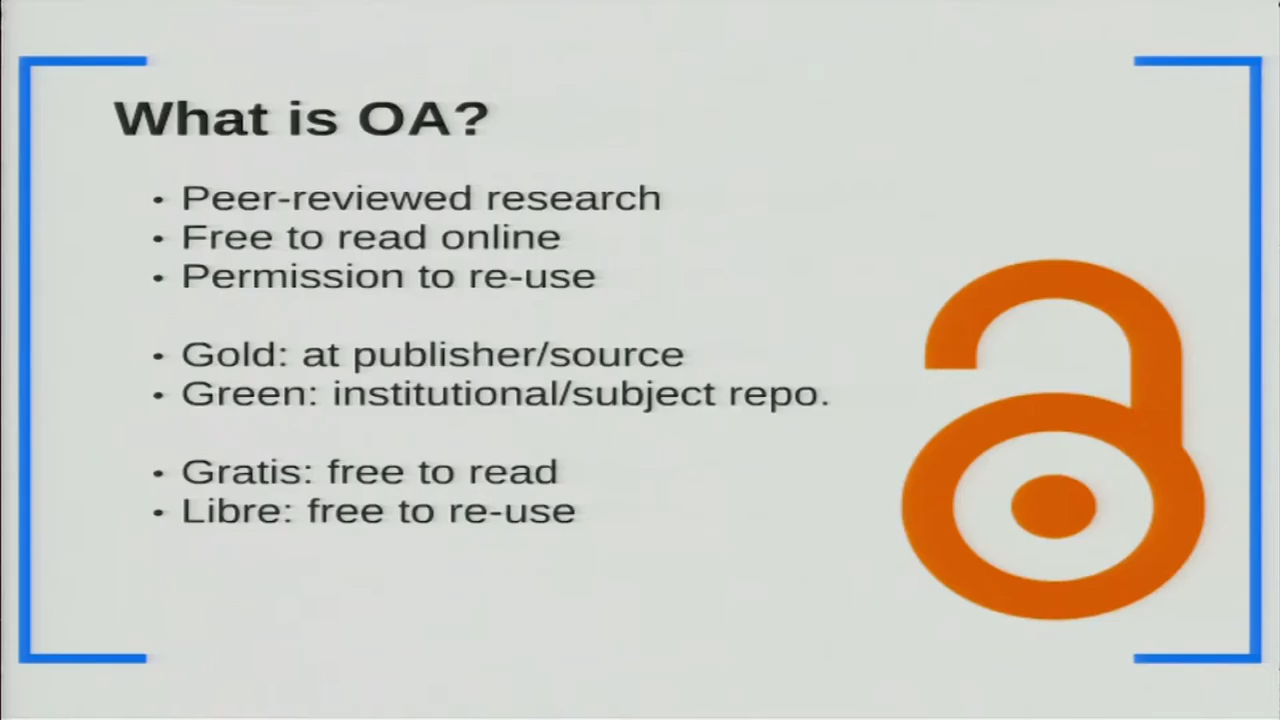 What is OA?
• Peer-reviewed research
• Free to read online
• Permission to re-use
• Gold: at publisher/source
• Green: institutional/subject repo.
• Gratis: free to read
• Libre: free to re-use